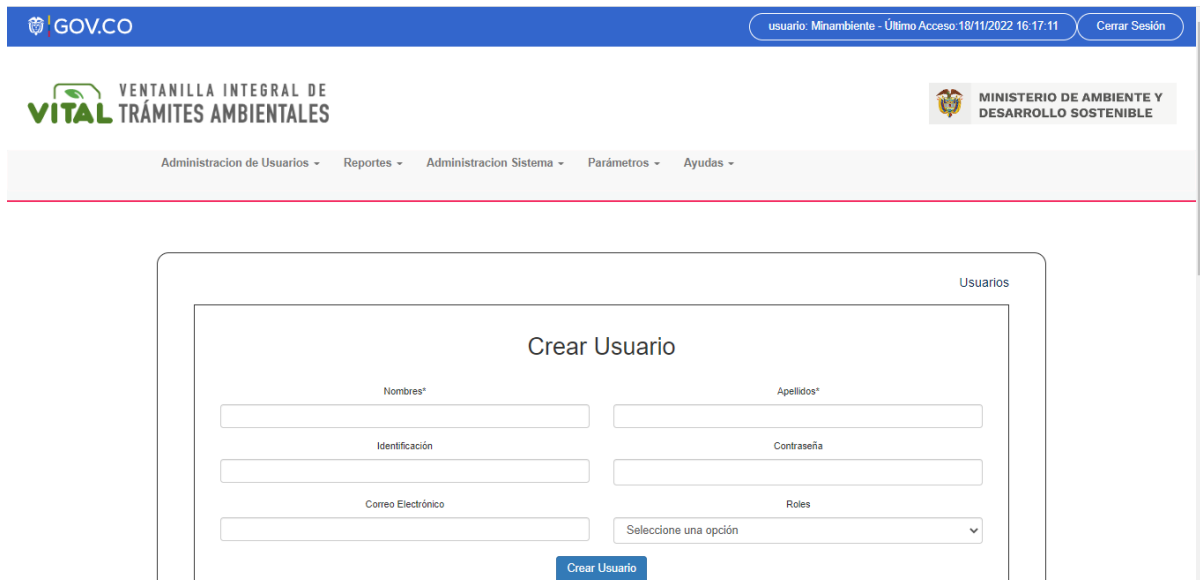 GOV.CO
usuario: Minambiente - Último Acceso:18/11/2022 16:17:11
Cerrar Sesión
VITAL
VENTANILLA INTEGRAL DE
TRÁMITES AMBIENTALES
MINISTERIO DE AMBIENTE Y
DESARROLLO SOSTENIBLE
Administracion de Usuarios
Reportes
Administracion Sistema
Parámetros
Ayudas
Usuarios
Crear Usuario
Nombres*
Apellidos*
Identificación
Contraseña
Correo Electrónico
Roles
Seleccione una opción
Crear Usuario